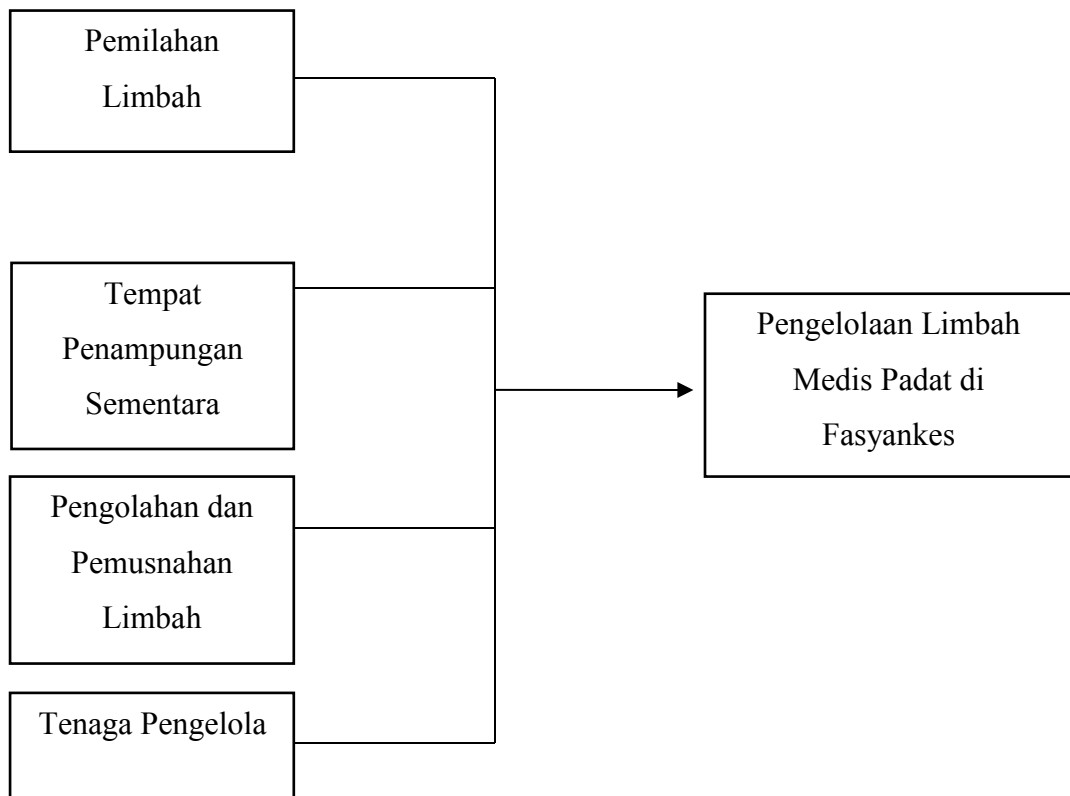 Pemilahan
Limbah
Tempat
Penampungan
Sementara
Pengolahan dan
Pemusnahan
Limbah
Tenaga Pengelola
Pengelolaan Limbah
Medis Padat di
Fasyankes